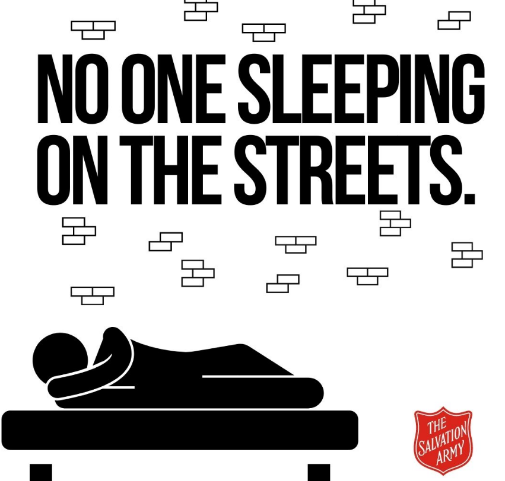 NO ONE SLEEPING
ON THE STREETS.
THE
SALVATION
ARMY